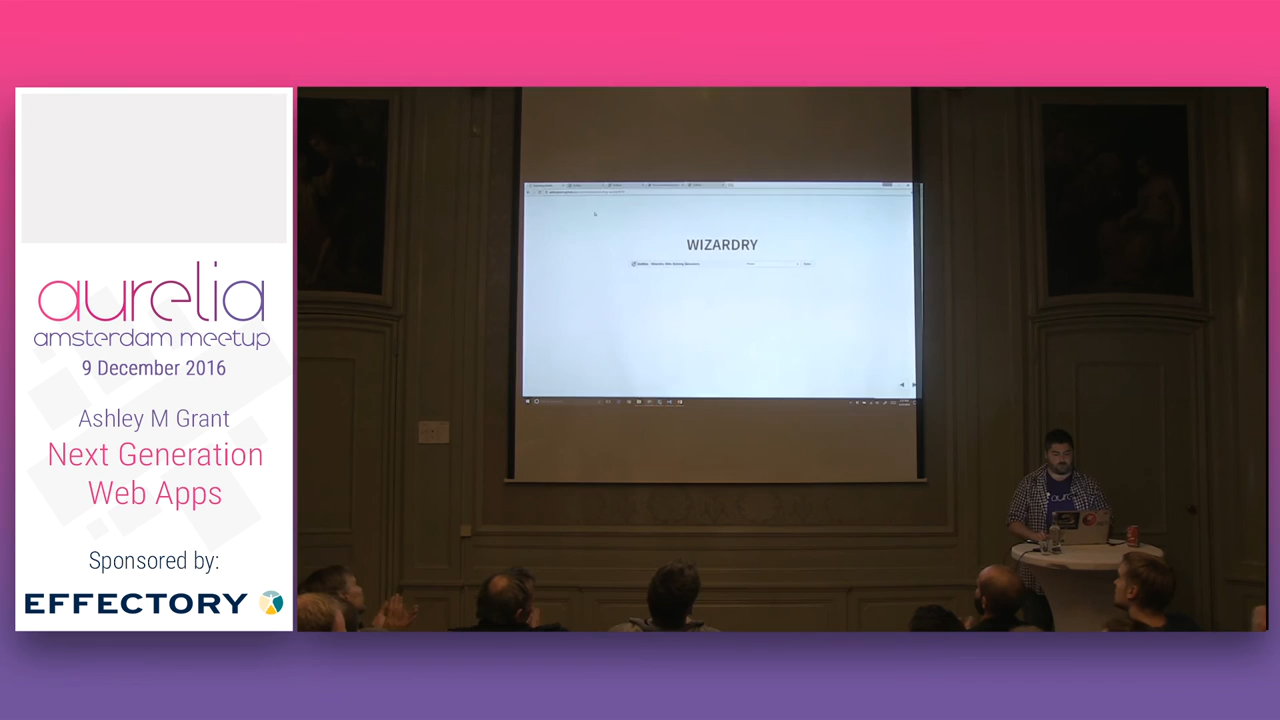 aurelia
amsterdam meetup
9 December 2016
Ashley M Grant
Next Generation
Web Apps
Sponsored by:
EFFECTORY
WIZARDRY